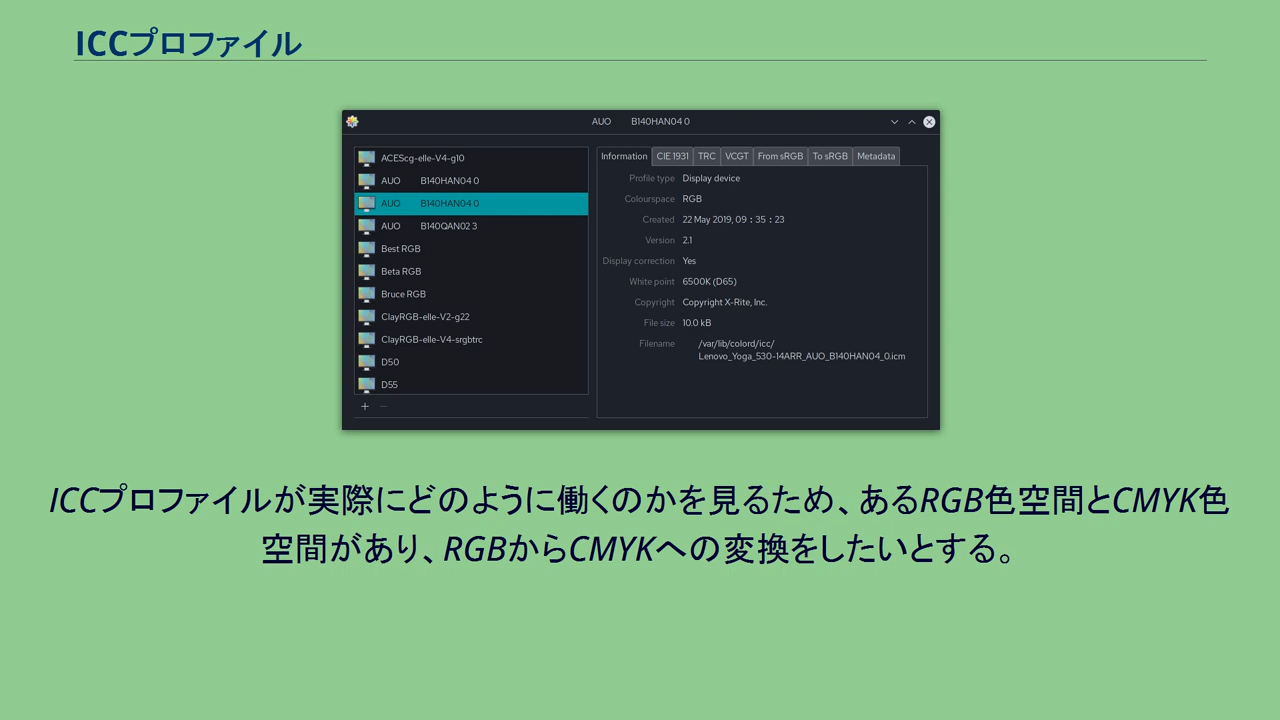 ICCプロファイル
AUO B140HAN04 0
ACEScg-elle-V4-g10
AUO B140HAN04 0
AUO B140HAN04 0
AUO B140QAN02 3
Best RGB
Beta RGB
Bruce RGB
ClayRGB-elle-V2-g22
ClayRGB-elle-V4-srgbtrc
D50
D55
Information CIE 1931 TRC VCGT From sRGB To sRGB Metadata
Profile type Display device
Colourspace RGB
Created 22 May 2019, 09 : 35 : 23
Version 2.1
Display correction Yes
White point 6500K (D65)
Copyright Copyright X-Rite, Inc.
File size 10.0 kB
Filename /var/lib/colord/icc/
Lenovo_Yoga_530-14ARR_AUO_B140HAN04_0.icm
ICCプロファイルが実際にどのように働くのかを見るため、あるRGB色空間とCMYK色
空間があり、RGBからCMYKへの変換をしたいとする。